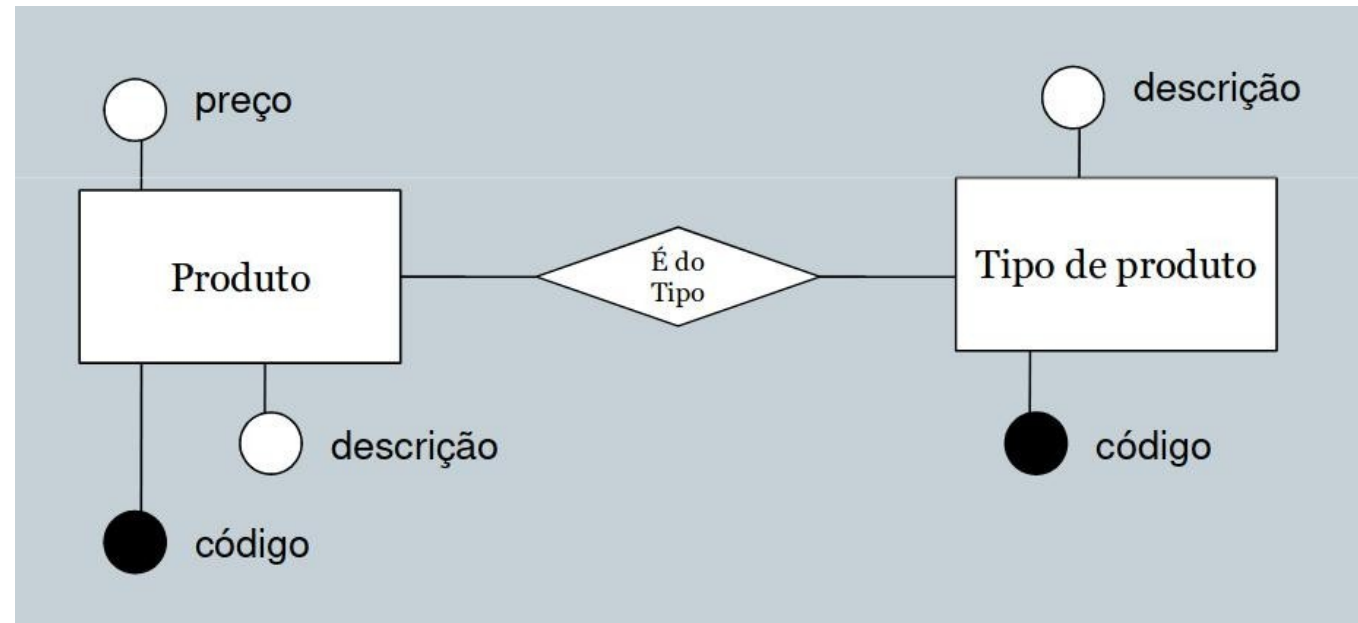 preço
descrição
Produto
É do
Tipo
Tipo de produto
descrição
código
código